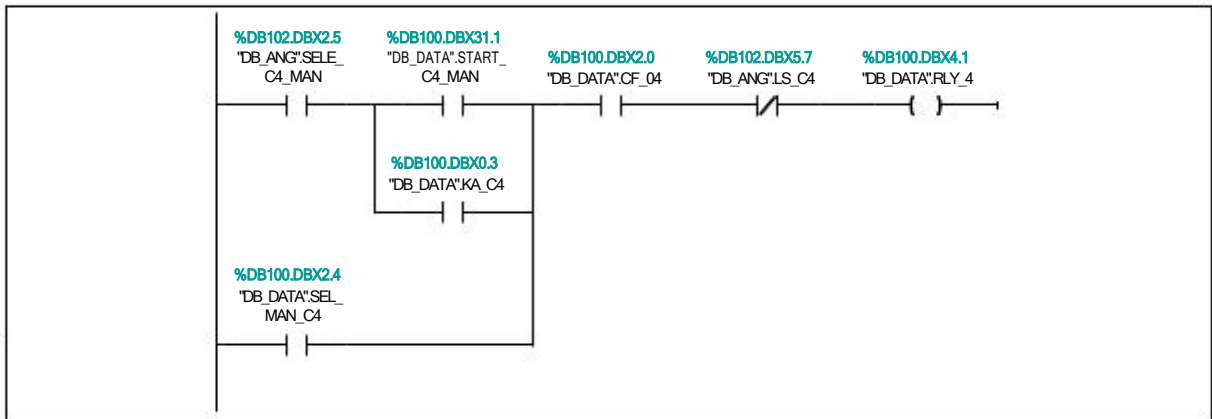 %DB102.DBX2.5
"DB_ANG".SELE_
C4_MAN
%DB100.DBX31.1
"DB_DATA".START_
C4_MAN
%DB100.DBX2.0
"DB_DATA".CF_04
%DB102.DBX5.7
"DB_ANG".LS_C4
%DB100.DBX4.1
"DB_DATA".RLY_4
%DB100.DBX0.3
"DB_DATA".KA_C4
%DB100.DBX2.4
"DB_DATA".SEL_
MAN_C4